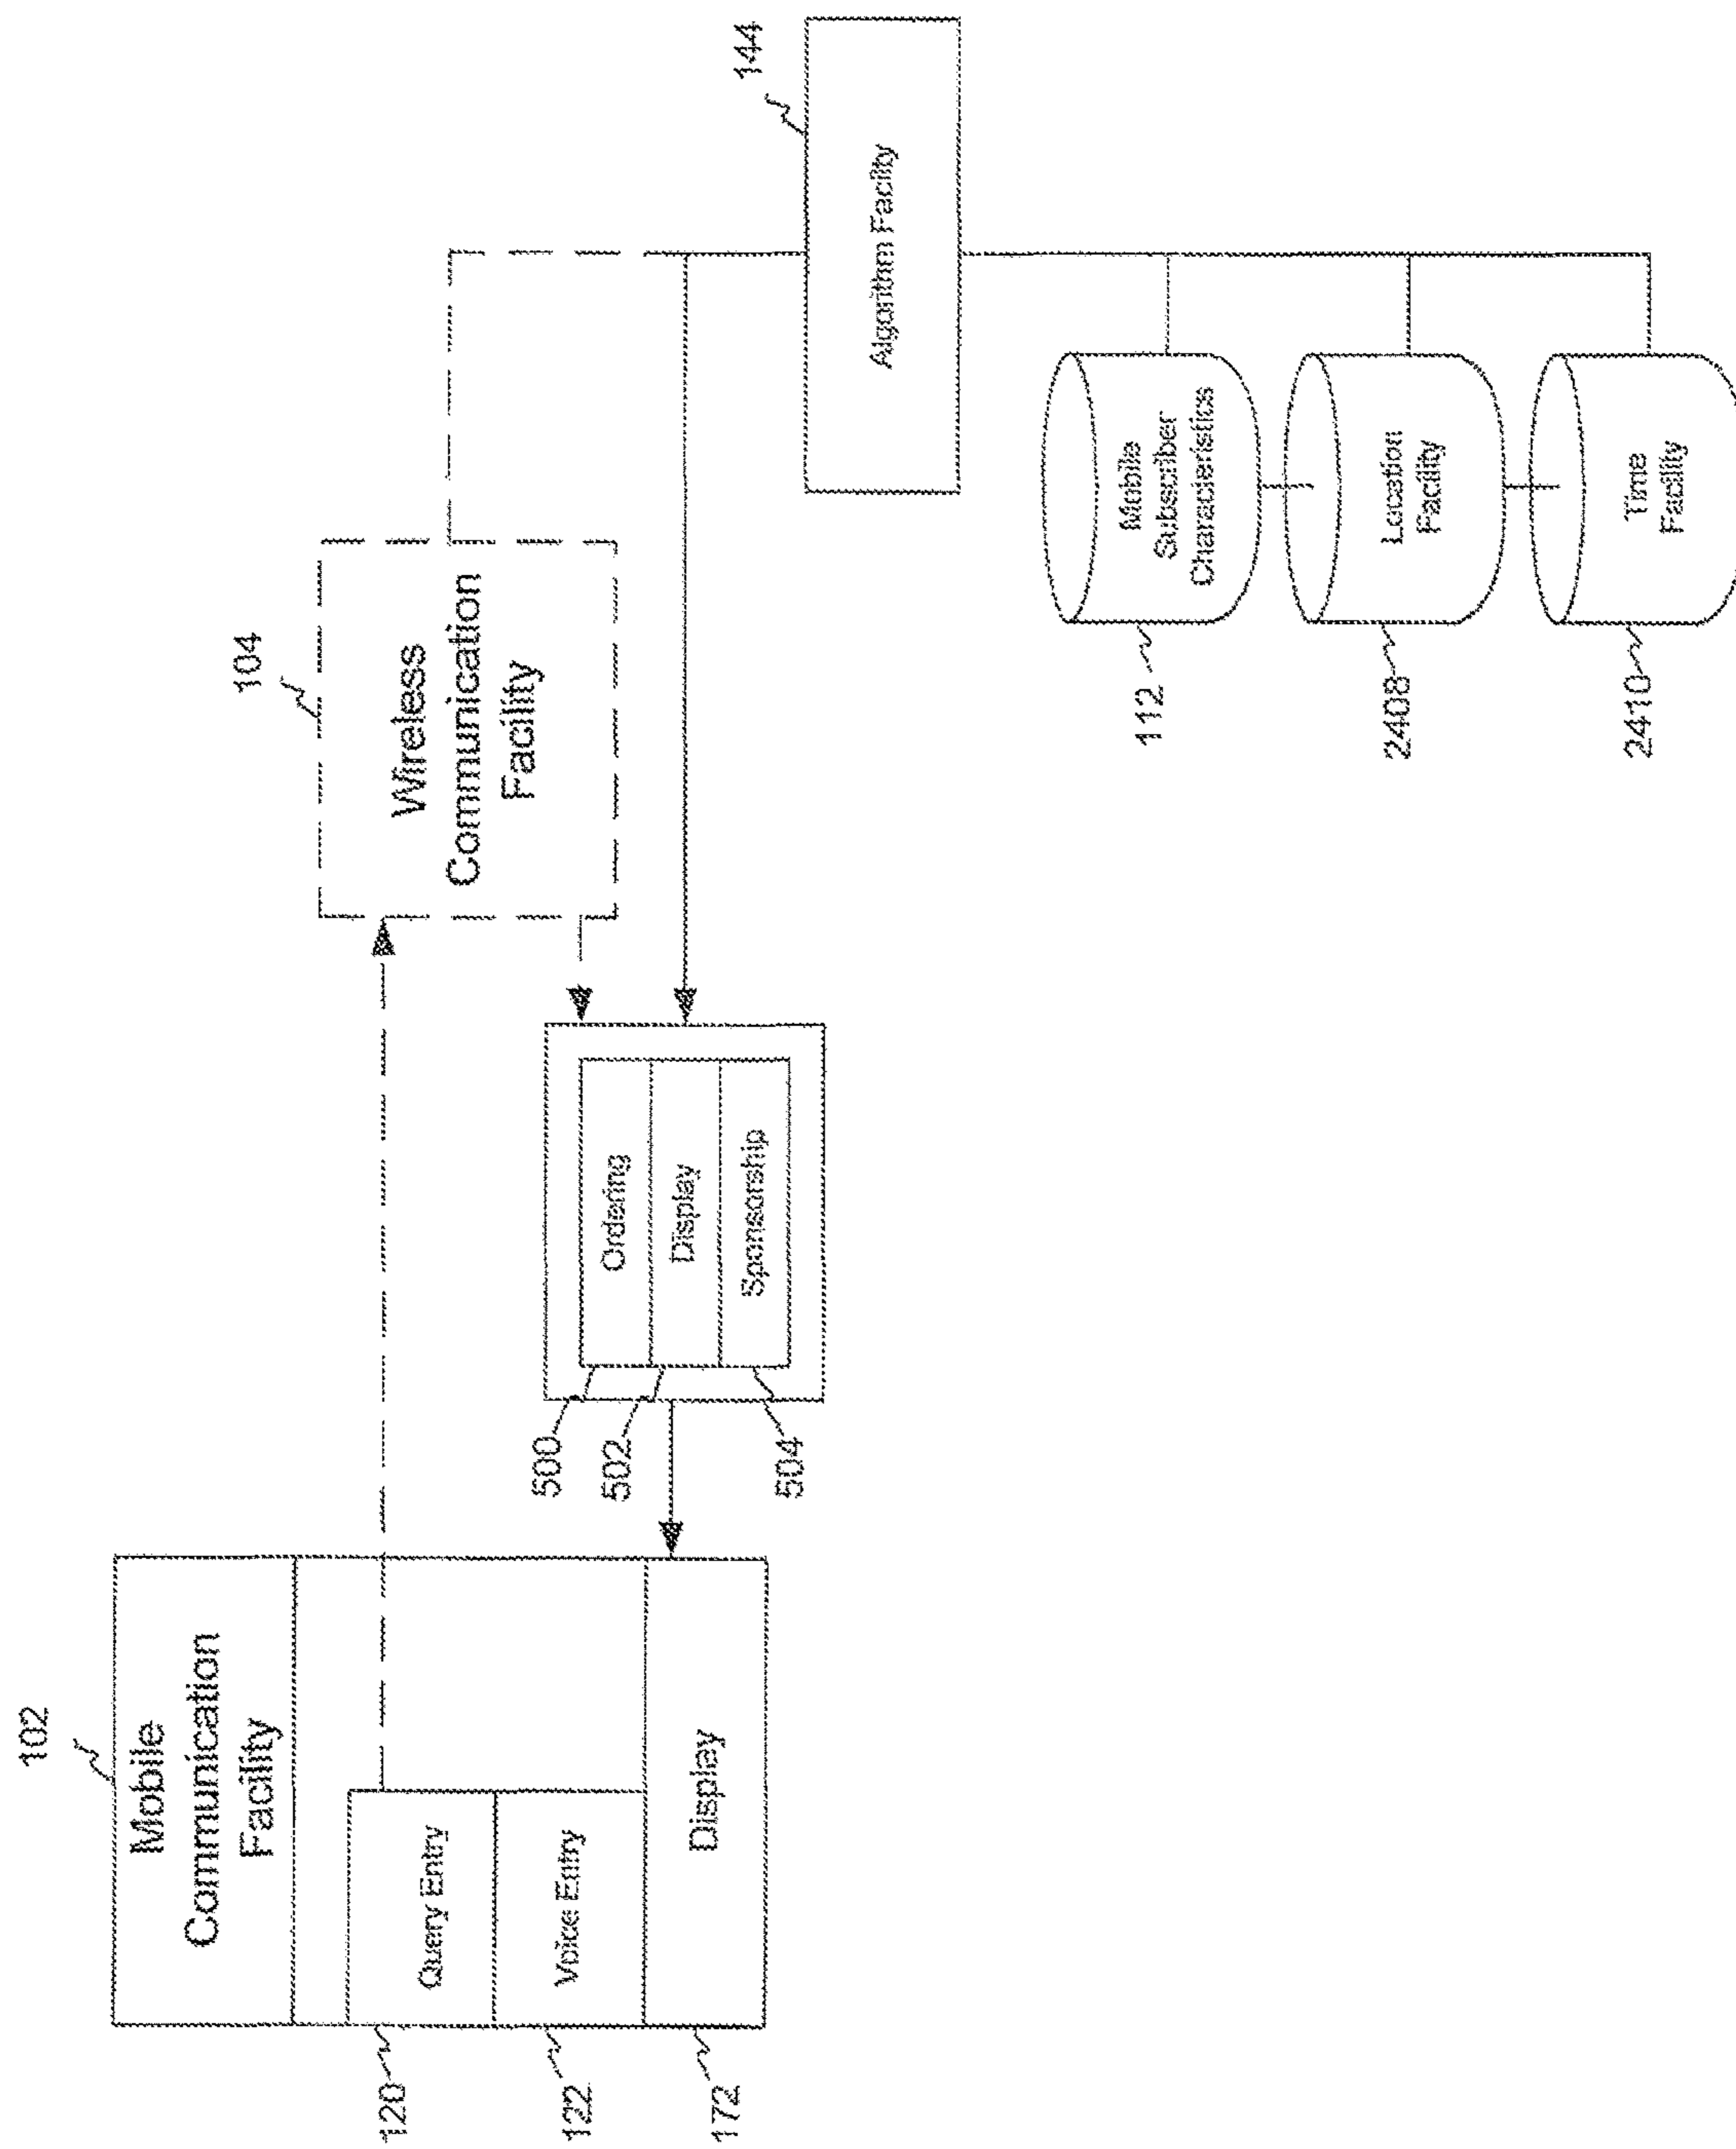 102
Mobile
Communication
Facility
120
Query Entry
122
Voice Entry
172
Display
104
Wireless
Communication
Facility
500
Ordering
502
Display
504
Sponsorship
144
Algorithm Facility
112
Mobile
Subscriber
Characteristics
2408
Location
Facility
2410
Time
Facility